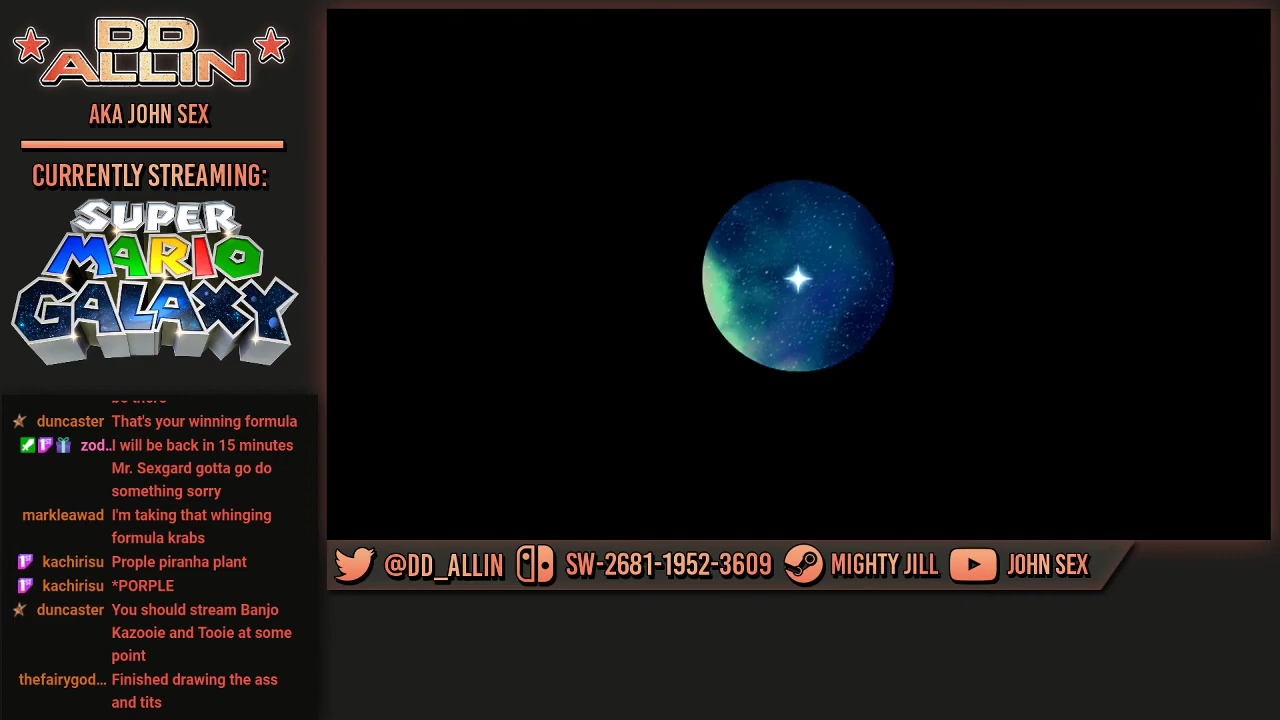 DD
ALLIN
AKA JOHN SEX
CURRENTLY STREAMING:
SUPER
MARIO
GALAXY
be there
duncaster That's your winning formula
zod.. I will be back in 15 minutes
Mr. Sexgard gotta go do
something sorry
markleawad I'm taking that whinging
formula krabs
kachirisu Prople piranha plant
kachirisu *PORPLE
duncaster You should stream Banjo
Kazooie and Tooie at some
point
thefairygod... Finished drawing the ass
and tits
@DD_ALLIN SW-2681-1952-3609 MIGHTY JILL JOHN SEX